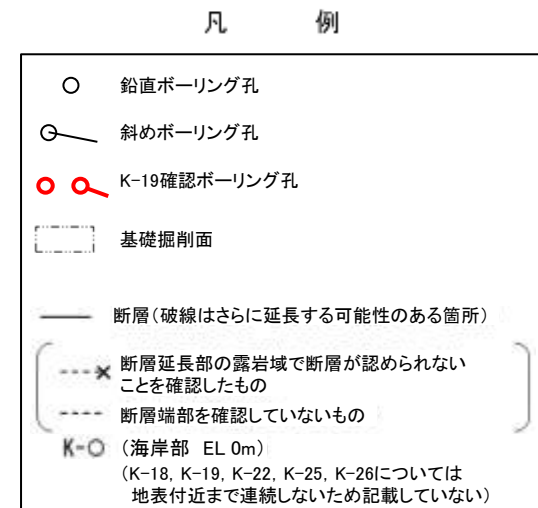 凡　例
鉛直ボーリング孔
斜めボーリング孔
K-19確認ボーリング孔
基礎掘削面
断層(破線はさらに延長する可能性のある箇所)
断層延長部の露岩域で断層が認められない
ことを確認したもの
断層端部を確認していないもの
K-○ (海岸部 EL 0m)
(K-18, K-19, K-22, K-25, K-26については
地表付近まで連続しないため記載していない)